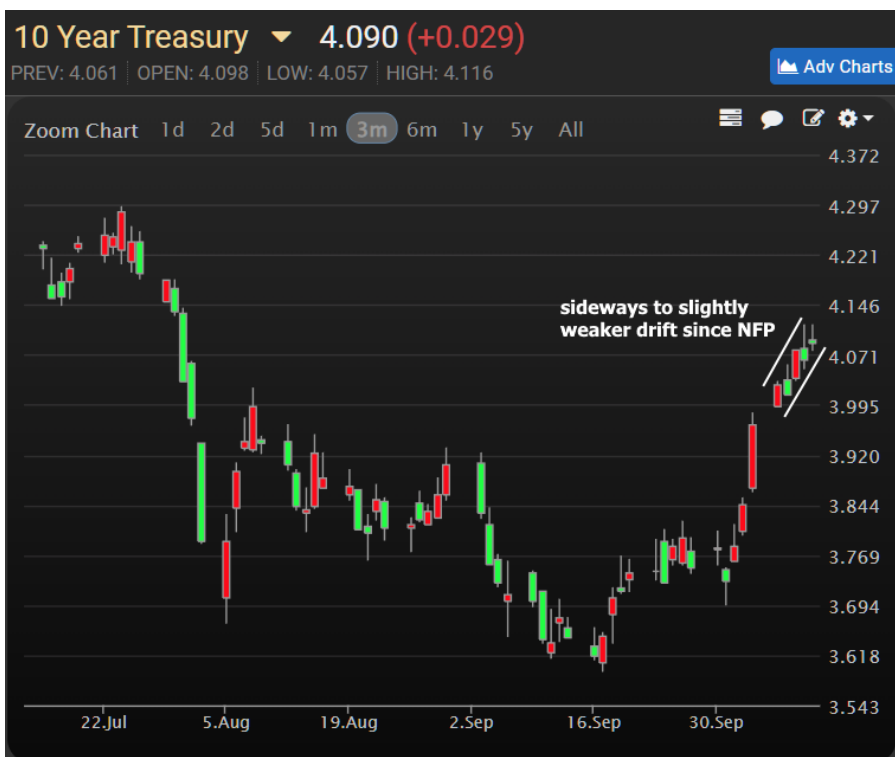 10 Year Treasury 4.090 (+0.029)
PREV: 4.061 OPEN: 4.098 LOW: 4.057 HIGH: 4.116
Adv Charts
Zoom Chart 1d 2d 5d 1m 3m 6m 1y 5y All
4.372
4.297
4.221
sideways to slightly
weaker drift since NFP
4.146
4.071
3.995
3.920
3.844
3.769
3.694
3.618
3.543
22.Jul 5.Aug 19.Aug 2.Sep 16.Sep 30.Sep